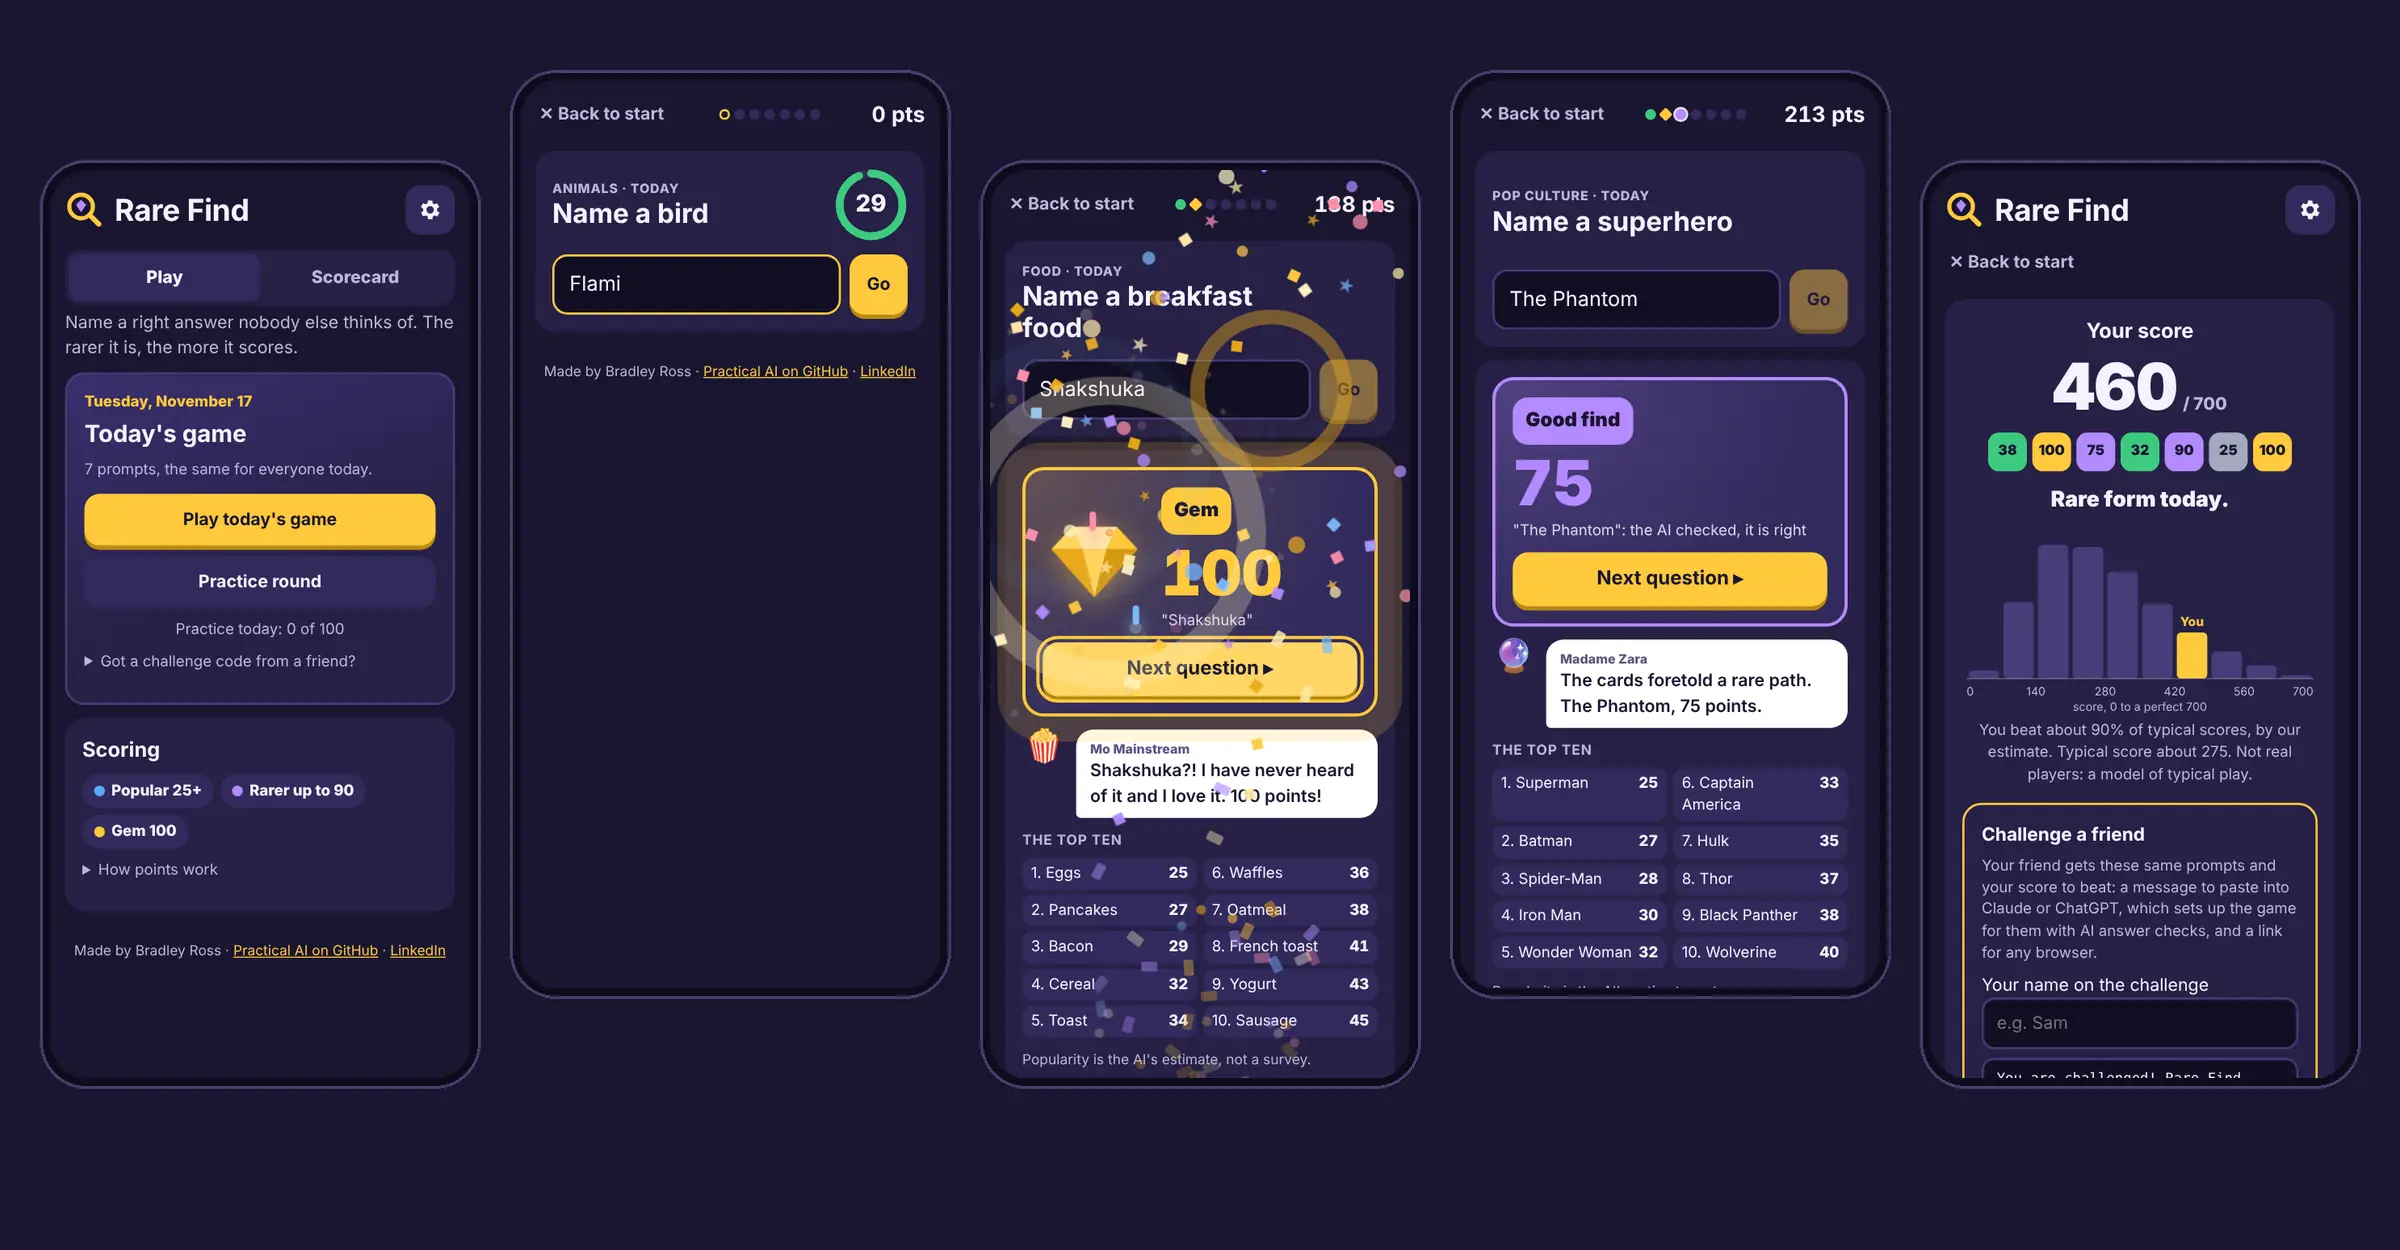 Rare Find
Play
Scorecard
Name a right answer nobody else thinks of. The
rarer it is, the more it scores.
Tuesday, November 17
Today's game
7 prompts, the same for everyone today.
Play today's game
Practice round
Practice today: 0 of 100
▶ Got a challenge code from a friend?
Scoring
Popular 25+
Rarer up to 90
Gem 100
▶ How points work
Made by Bradley Ross · Practical AI on GitHub · LinkedIn
✕ Back to start
0 pts
ANIMALS · TODAY
Name a bird
29
Flami
Go
Made by Bradley Ross · Practical AI on GitHub · LinkedIn
✕ Back to start
138 pts
FOOD · TODAY
Name a breakfast
food
Shakshuka
Go
Gem
100
"Shakshuka"
Next question ▸
Mo Mainstream
Shakshuka?! I have never heard
of it and I love it. 100 points!
THE TOP TEN
1. Eggs 25
2. Pancakes 27
3. Bacon 29
4. Cereal 32
5. Toast 34
6. Waffles 36
7. Oatmeal 38
8. French toast 41
9. Yogurt 43
10. Sausage 45
Popularity is the AI's estimate, not a survey.
✕ Back to start
213 pts
POP CULTURE · TODAY
Name a superhero
The Phantom
Go
Good find
75
"The Phantom": the AI checked, it is right
Next question ▸
Madame Zara
The cards foretold a rare path.
The Phantom, 75 points.
THE TOP TEN
1. Superman 25
2. Batman 27
3. Spider-Man 28
4. Iron Man 30
5. Wonder Woman 32
6. Captain
America 33
7. Hulk 35
8. Thor 37
9. Black Panther 38
10. Wolverine 40
Rare Find
✕ Back to start
Your score
460 / 700
38 100 75 32 90 25 100
Rare form today.
You
0 140 280 420 560 700
score, 0 to a perfect 700
You beat about 90% of typical scores, by our
estimate. Typical score about 275. Not real
players: a model of typical play.
Challenge a friend
Your friend gets these same prompts and
your score to beat: a message to paste into
Claude or ChatGPT, which sets up the game
for them with AI answer checks, and a link
for any browser.
Your name on the challenge
e.g. Sam
You are challenged! Rare Find